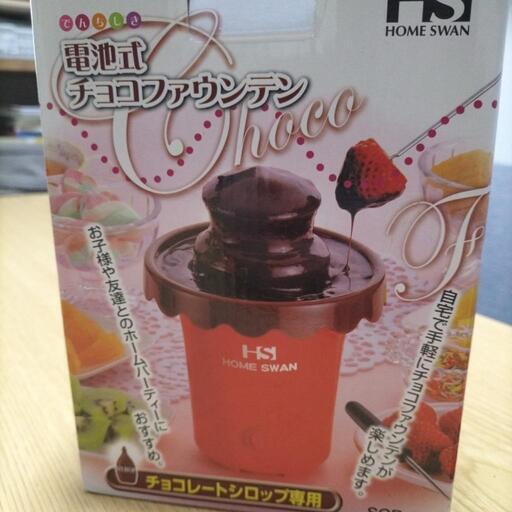 でんちしき
電池式
チョコファウンテン
Choco
F
HS
HOME SWAN
お子様や友達とのホームパーティーに
おすすめ。
自宅で手軽にチョコファウンテンが
楽しめます。
HS
HOME SWAN
チョコレートシロップ専用